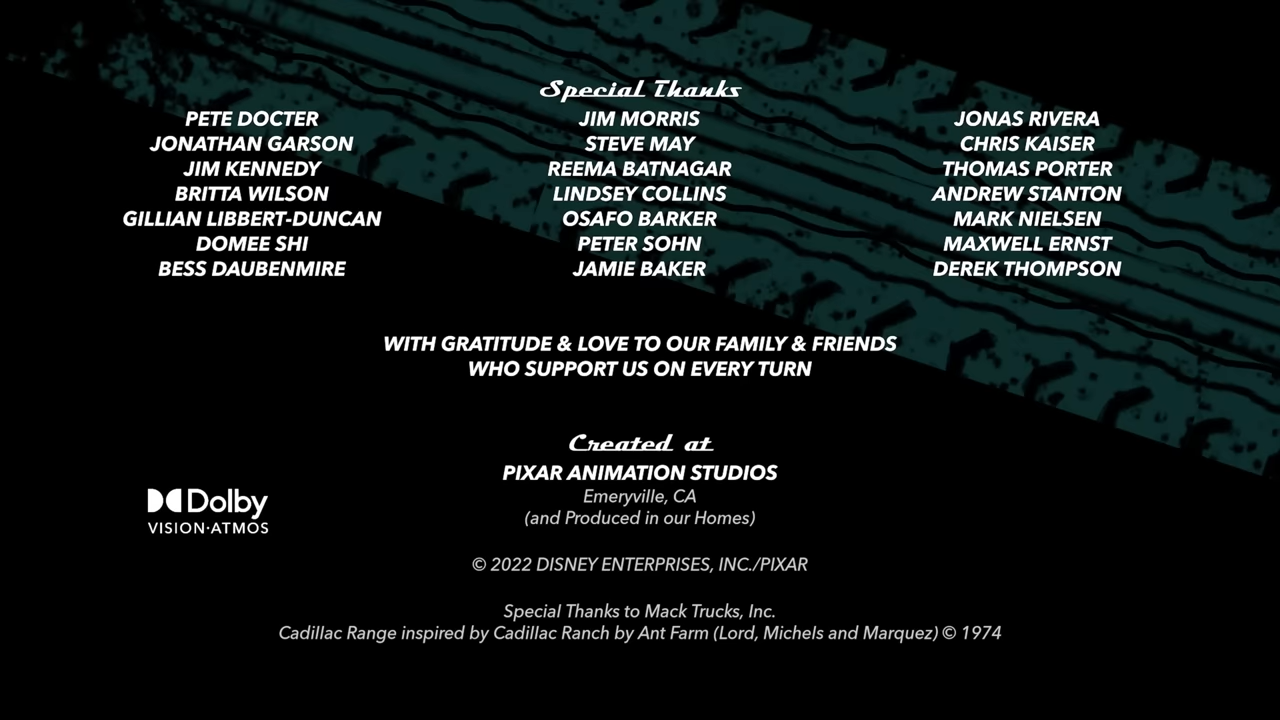 Special Thanks
PETE DOCTER JIM MORRIS JONAS RIVERA
JONATHAN GARSON STEVE MAY CHRIS KAISER
JIM KENNEDY REEMA BATNAGAR THOMAS PORTER
BRITTA WILSON LINDSEY COLLINS ANDREW STANTON
GILLIAN LIBBERT-DUNCAN OSAFO BARKER MARK NIELSEN
DOMEE SHI PETER SOHN MAXWELL ERNST
BESS DAUBENMIRE JAMIE BAKER DEREK THOMPSON
WITH GRATITUDE & LOVE TO OUR FAMILY & FRIENDS
WHO SUPPORT US ON EVERY TURN
Created at
PIXAR ANIMATION STUDIOS
Emeryville, CA
(and Produced in our Homes)
Dolby
VISION·ATMOS
© 2022 DISNEY ENTERPRISES, INC./PIXAR
Special Thanks to Mack Trucks, Inc.
Cadillac Range inspired by Cadillac Ranch by Ant Farm (Lord, Michels and Marquez) © 1974